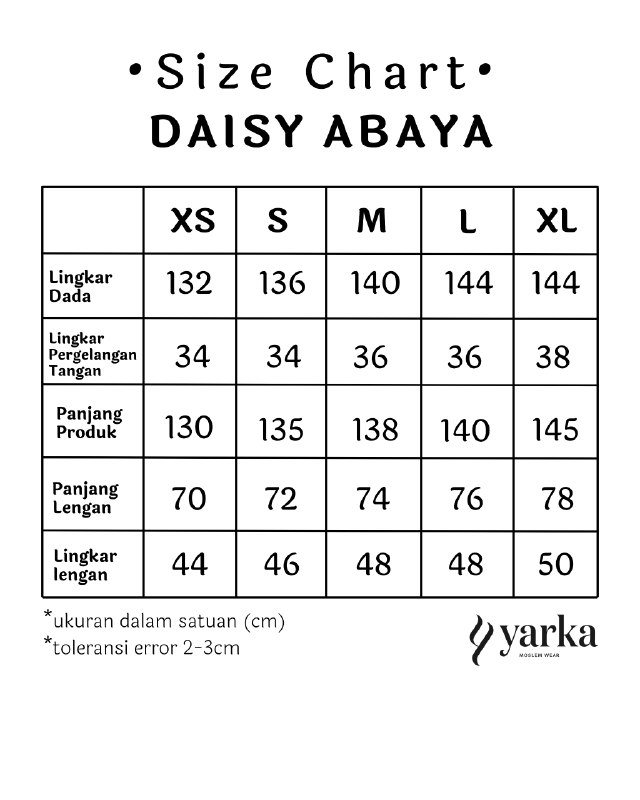 •Size Chart•
DAISY ABAYA
XS S M L XL
Lingkar
Dada
132 136 140 144 144
Lingkar
Pergelangan
Tangan
34 34 36 36 38
Panjang
Produk
130 135 138 140 145
Panjang
Lengan
70 72 74 76 78
Lingkar
lengan
44 46 48 48 50
*ukuran dalam satuan (cm)
*toleransi error 2-3cm
yarka
MOSLEM WEAR